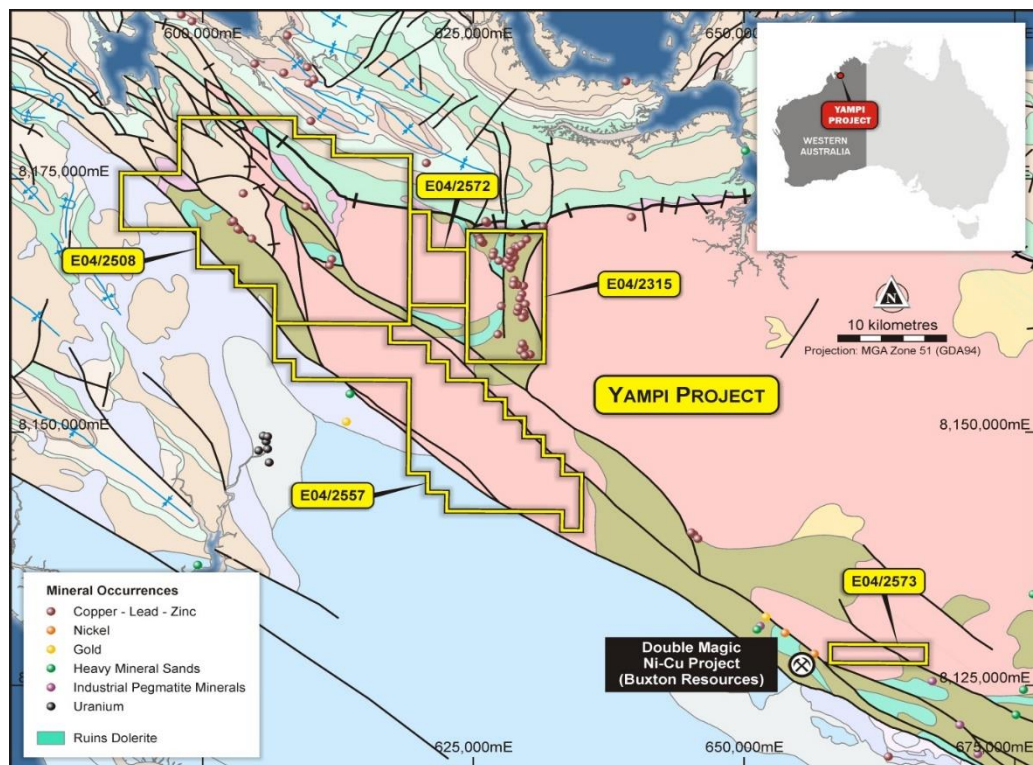 600,000mE
625,000mE
650,000mE
YAMPI
PROJECT
WESTERN
AUSTRALIA
8,175,000mE
E04/2572
E04/2508
E04/2315
10 kilometres
Projection: MGA Zone 51 (GDA94)
YAMPI PROJECT
8,150,000mE
8,150,000mE
E04/2557
Mineral Occurrences
Copper - Lead - Zinc
Nickel
Gold
Heavy Mineral Sands
Industrial Pegmatite Minerals
Uranium
Ruins Dolerite
E04/2573
Double Magic
Ni-Cu Project
(Buxton Resources)
8,125,000mE
625,000mE
650,000mE
675,000mE